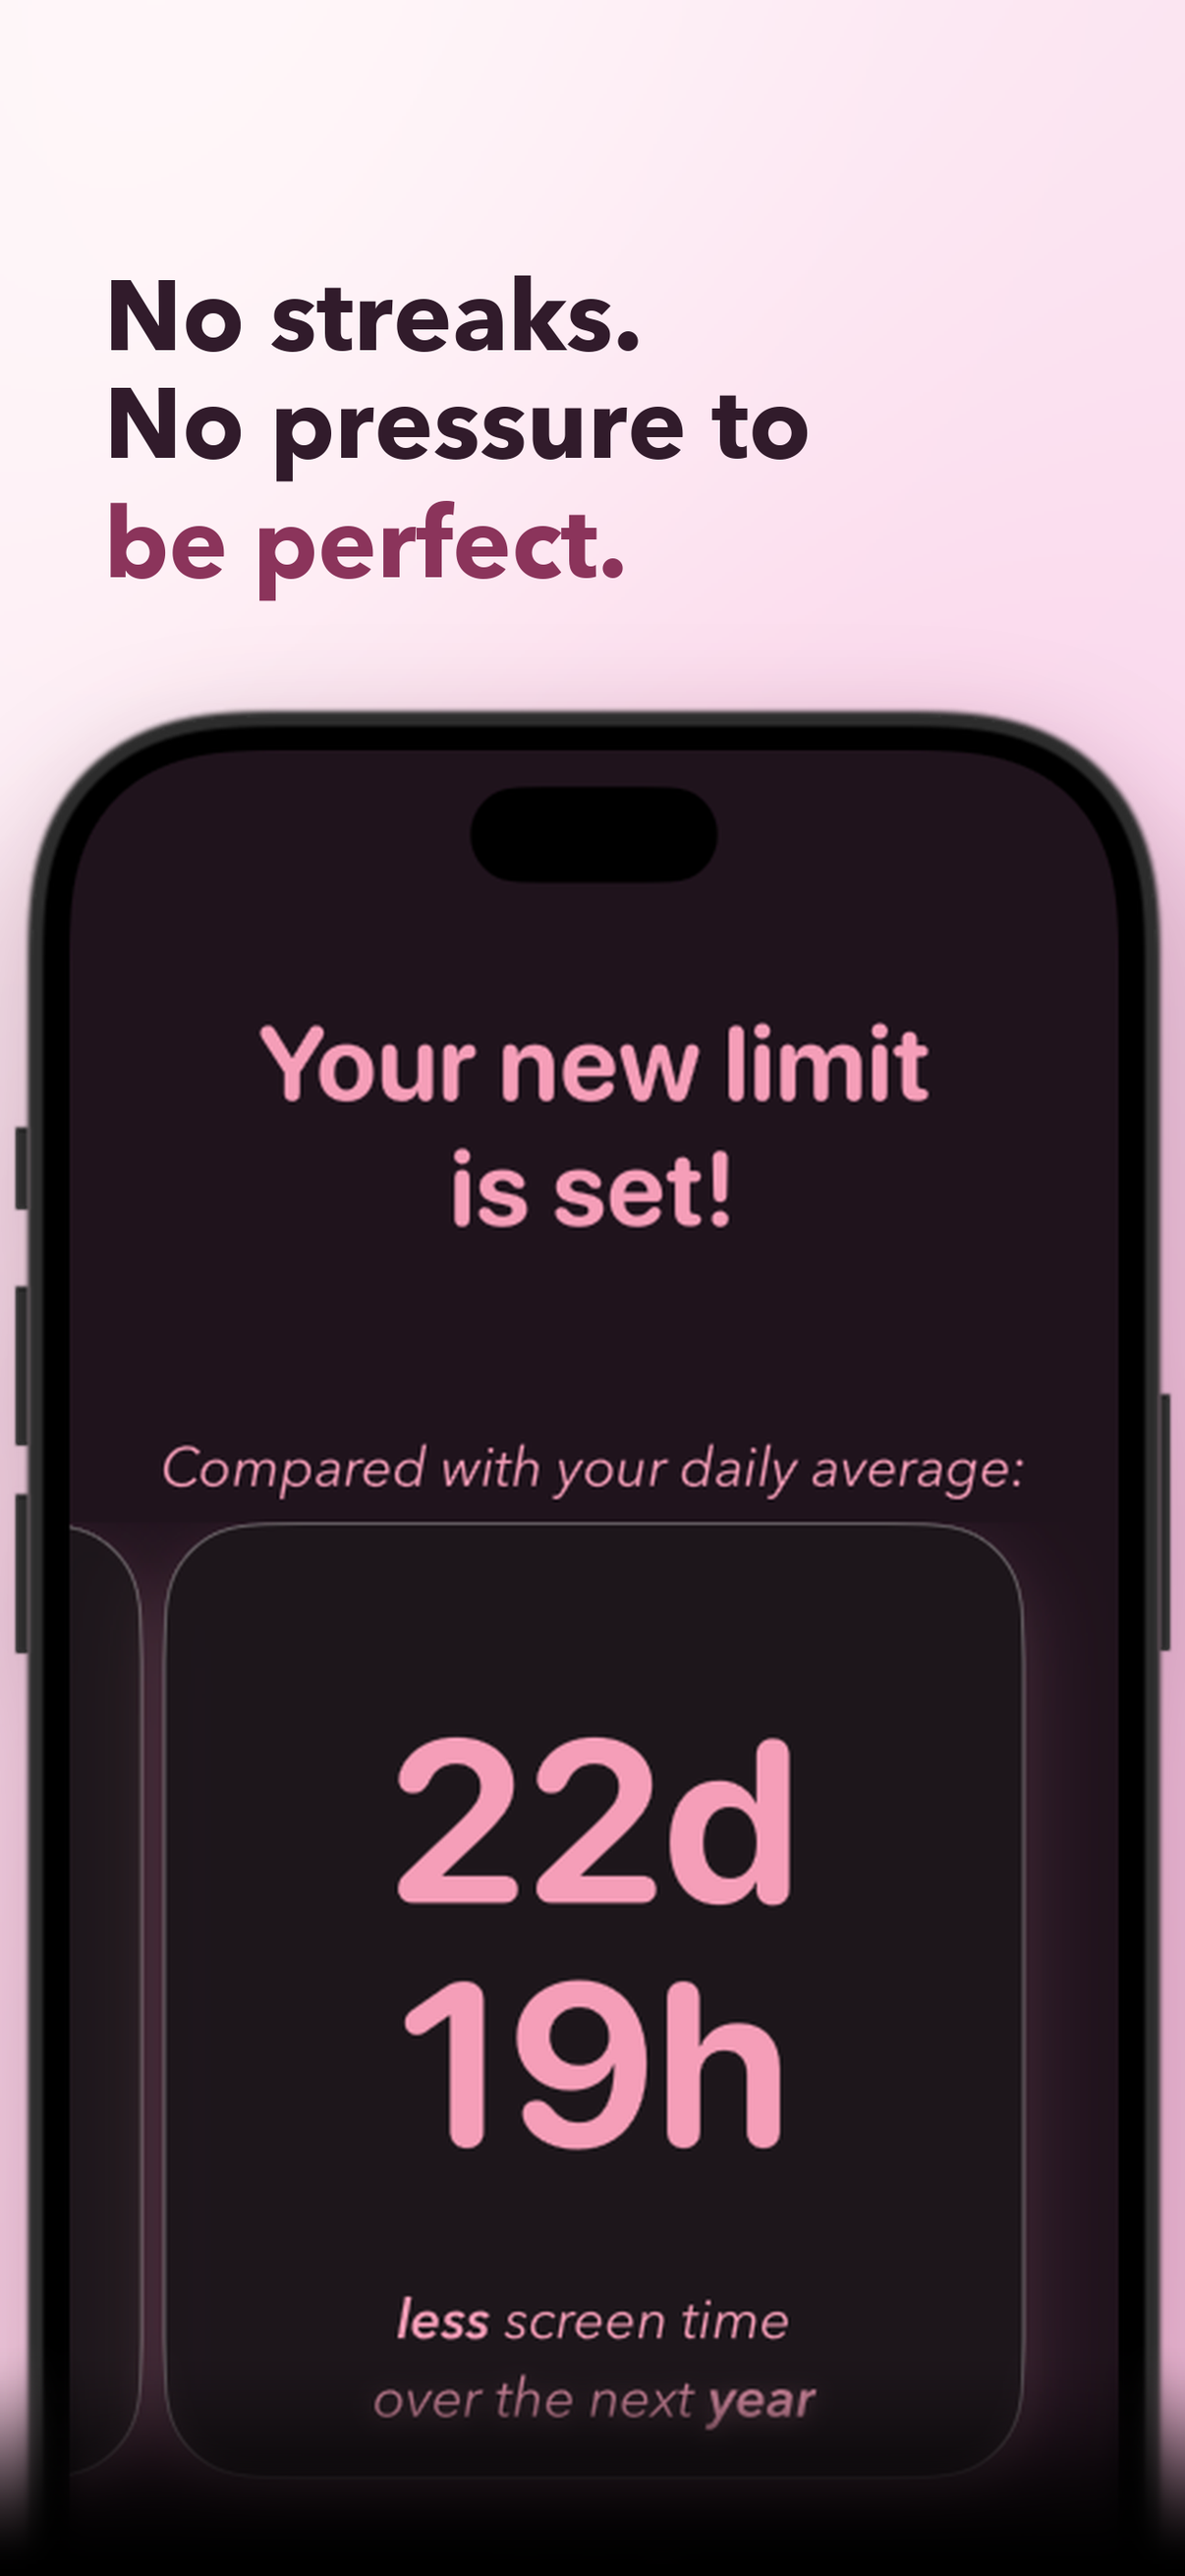 No streaks.
No pressure to
be perfect.
Your new limit
is set!
Compared with your daily average:
22d
19h
less screen time
over the next year